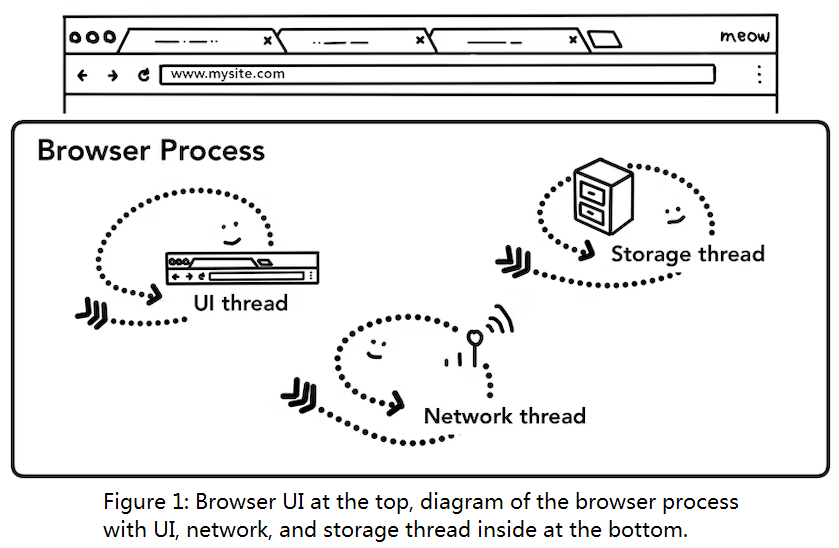 meow
www.mysite.com
Browser Process
Storage thread
UI thread
Network thread
Figure 1: Browser UI at the top, diagram of the browser process
with UI, network, and storage thread inside at the bottom.